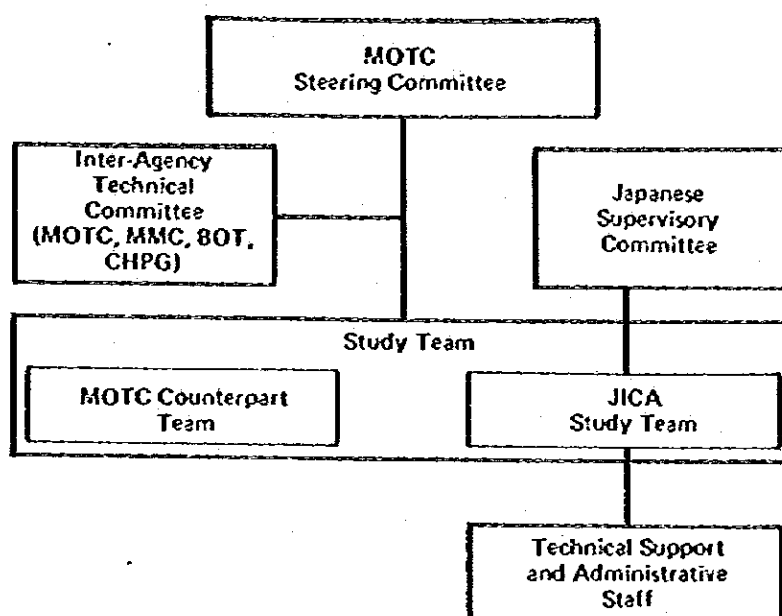 MOTC
Steering Committee
Inter-Agency
Technical
Committee
(MOTC, MMC, BOT,
CHPG)
Japanese
Supervisory
Committee
Study Team
MOTC Counterpart
Team
JICA
Study Team
Technical Support
and Administrative
Staff